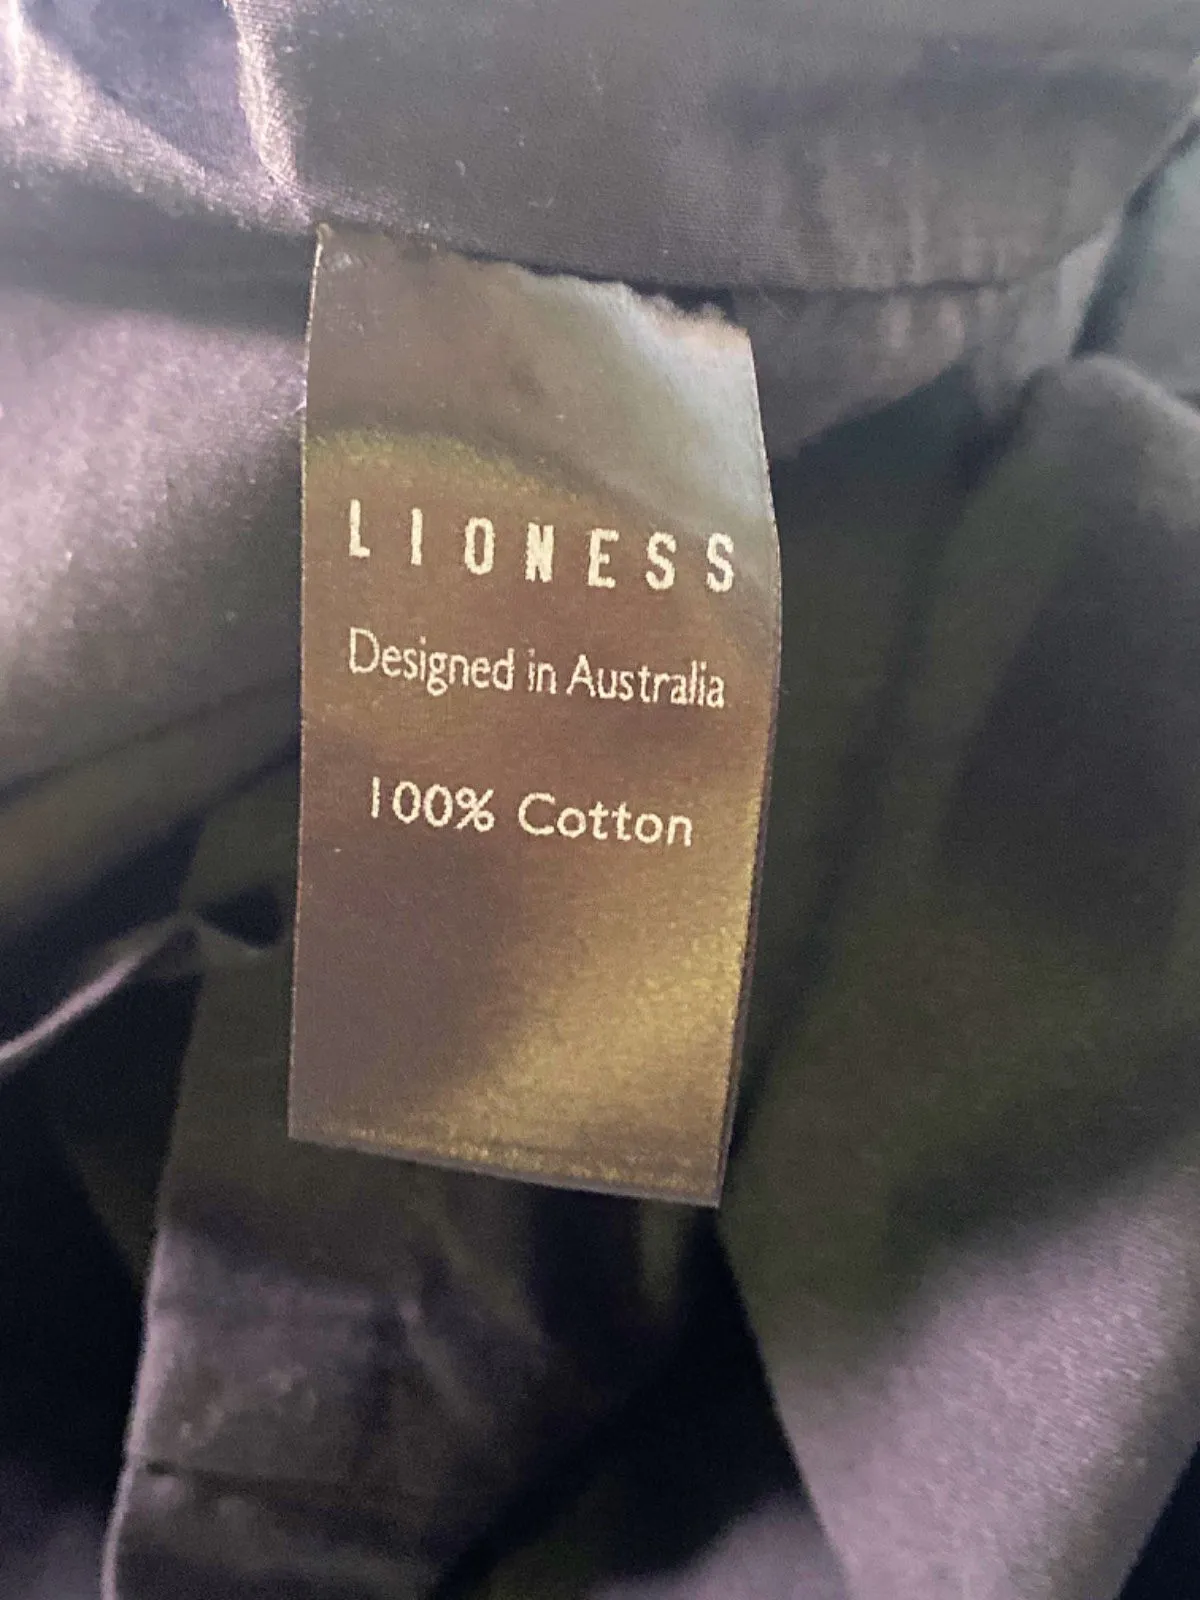 LIONESS
Designed in Australia
100% Cotton